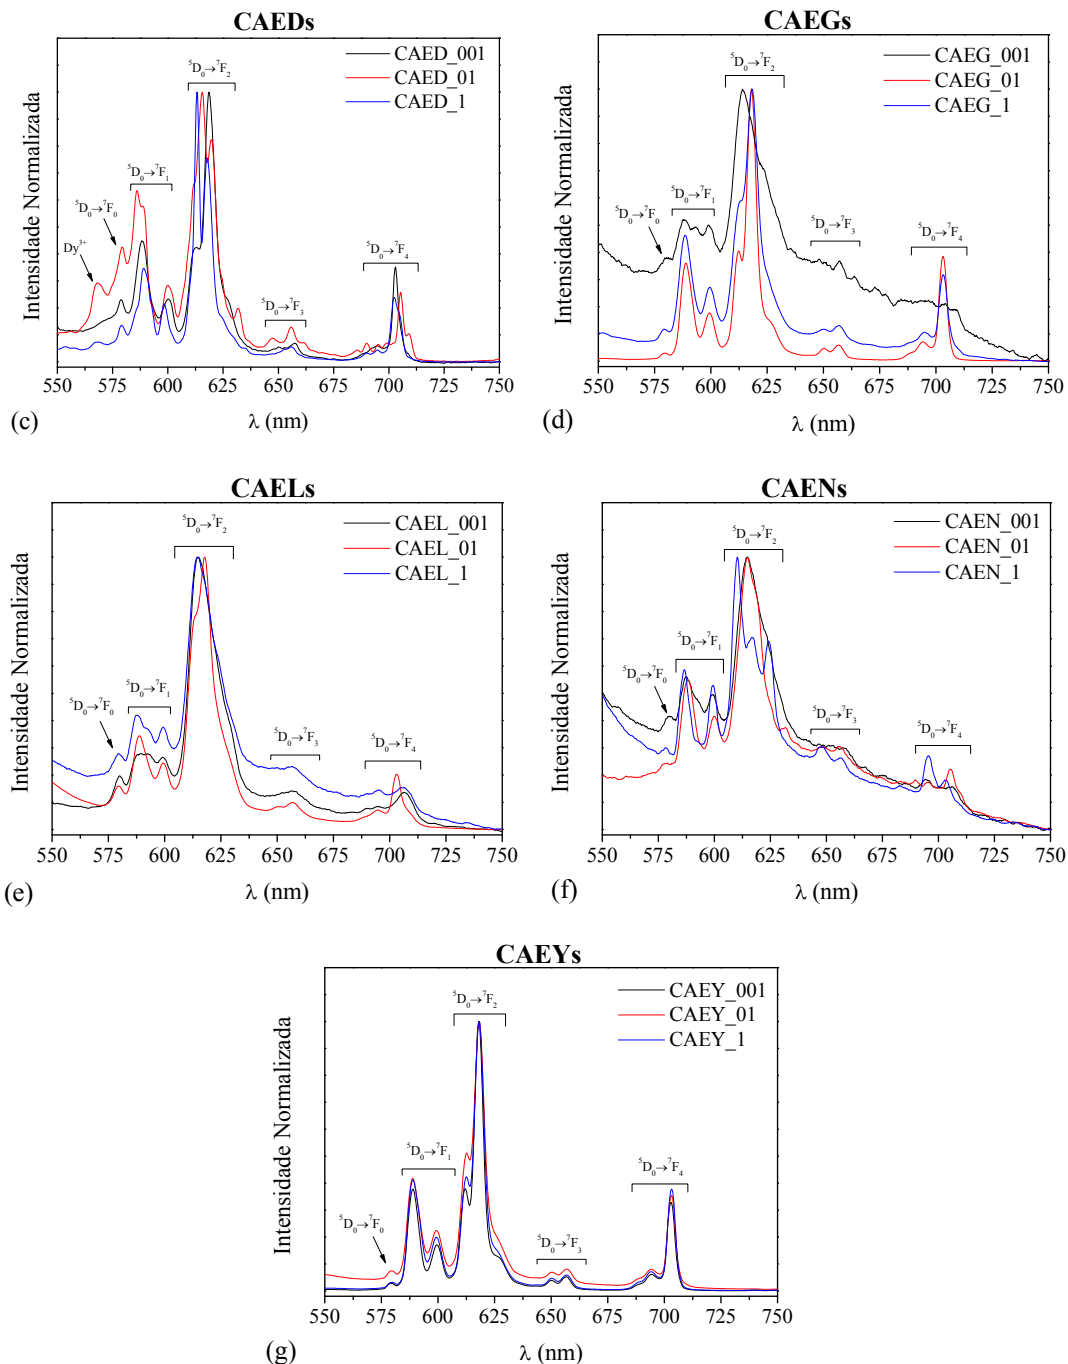 CAEDs
CAED_001
CAED_01
CAED_1
⁵D₀→⁷F₂
⁵D₀→⁷F₁
⁵D₀→⁷F₀
Dy³⁺
⁵D₀→⁷F₄
⁵D₀→⁷F₃
Intensidade Normalizada
550 575 600 625 650 675 700 725 750
λ (nm)
(c)
CAEGs
CAEG_001
CAEG_01
CAEG_1
⁵D₀→⁷F₂
⁵D₀→⁷F₁
⁵D₀→⁷F₀
⁵D₀→⁷F₃
⁵D₀→⁷F₄
Intensidade Normalizada
550 575 600 625 650 675 700 725 750
λ (nm)
(d)
CAELs
CAEL_001
CAEL_01
CAEL_1
⁵D₀→⁷F₂
⁵D₀→⁷F₀
⁵D₀→⁷F₁
⁵D₀→⁷F₃
⁵D₀→⁷F₄
Intensidade Normalizada
550 575 600 625 650 675 700 725 750
λ (nm)
(e)
CAENs
CAEN_001
CAEN_01
CAEN_1
⁵D₀→⁷F₂
⁵D₀→⁷F₁
⁵D₀→⁷F₀
⁵D₀→⁷F₃
⁵D₀→⁷F₄
Intensidade Normalizada
550 575 600 625 650 675 700 725 750
λ (nm)
(f)
CAEYs
CAEY_001
CAEY_01
CAEY_1
⁵D₀→⁷F₂
⁵D₀→⁷F₁
⁵D₀→⁷F₀
⁵D₀→⁷F₃
⁵D₀→⁷F₄
Intensidade Normalizada
550 575 600 625 650 675 700 725 750
λ (nm)
(g)